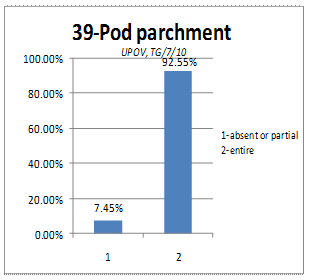 39-Pod parchment
UPOV, TG/7/10
100.00%
92.55%
80.00%
60.00%
40.00%
20.00%
7.45%
0.00%
1 2
1-absent or partial
2-entire